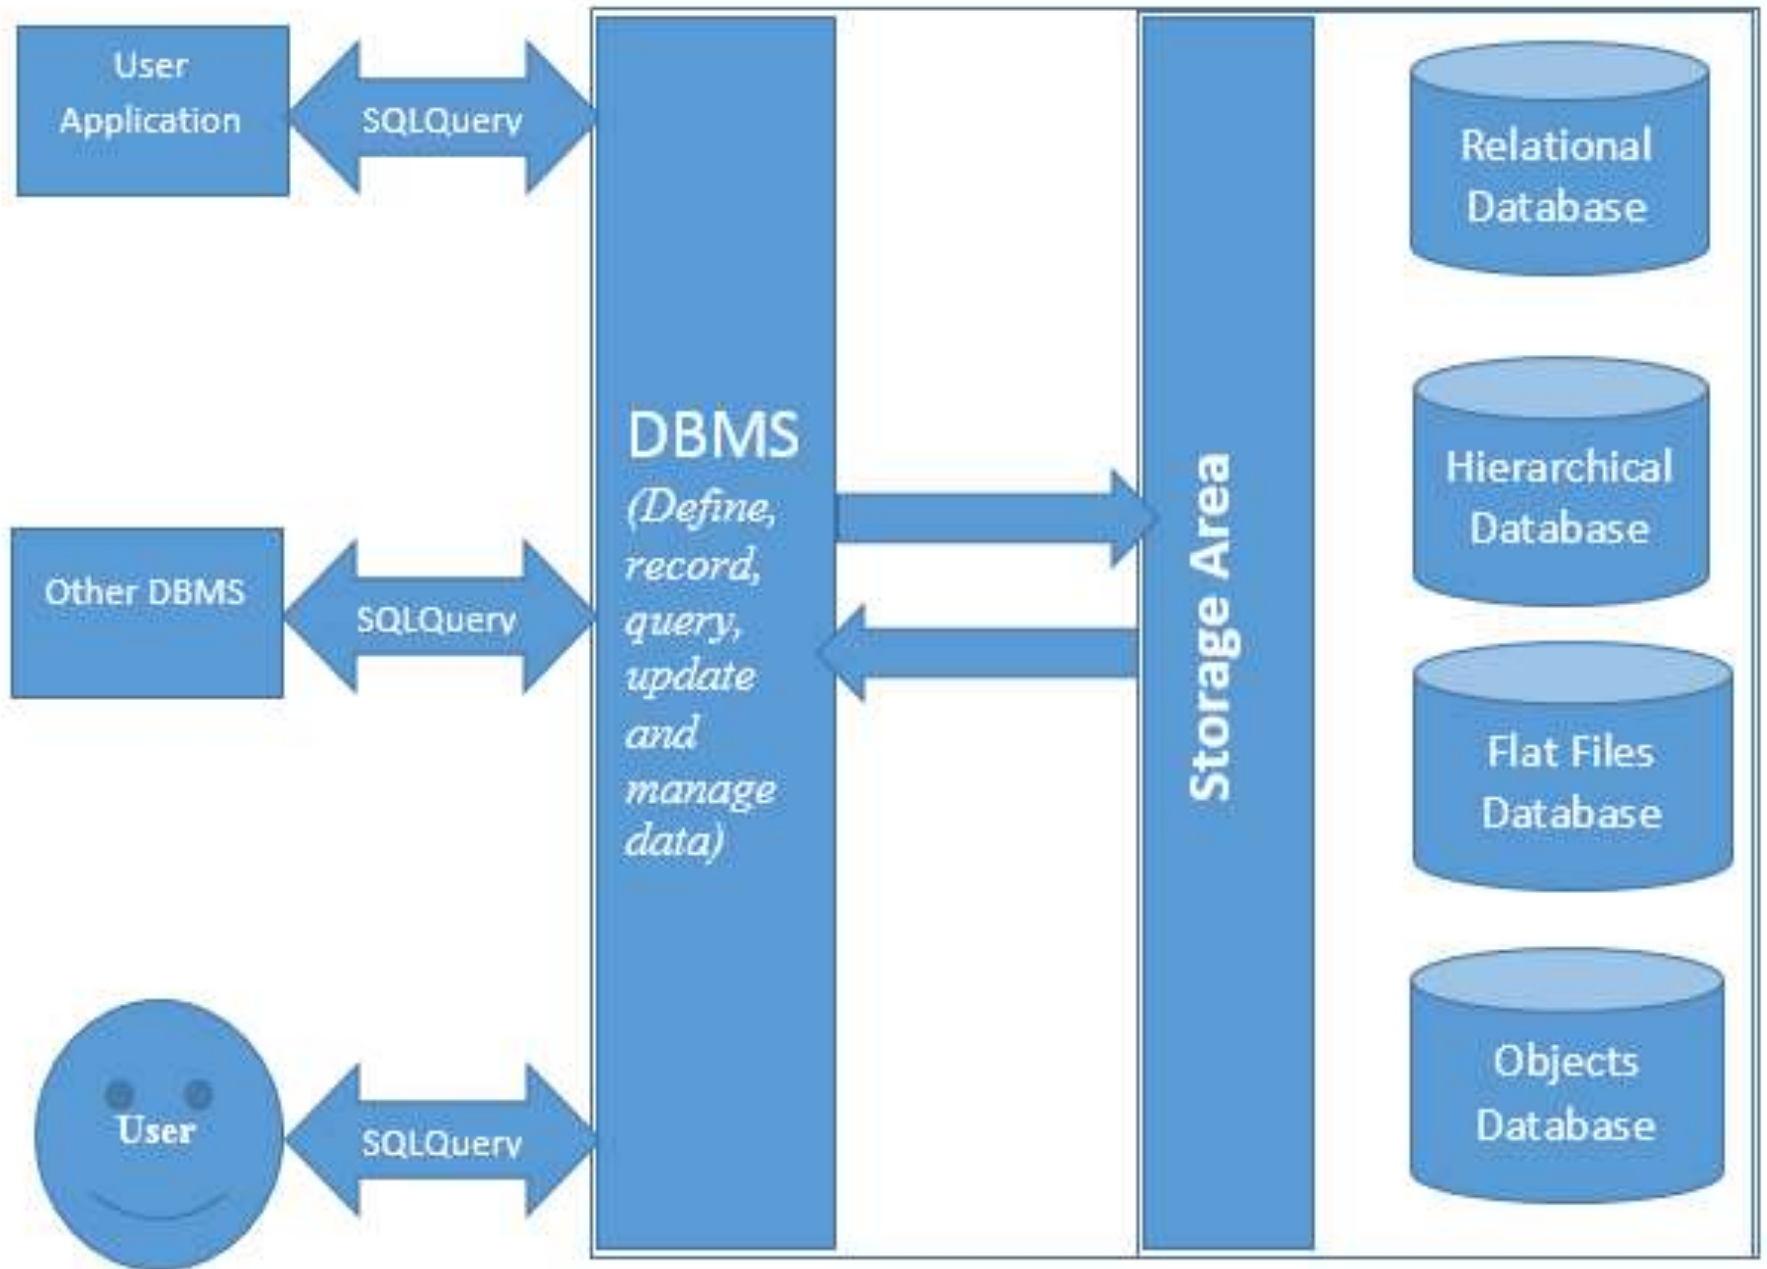 User
Application
SQLQuery
Other DBMS
SQLQuery
User
SQLQuery
DBMS
(Define,
record,
query,
update
and
manage
data)
Storage Area
Relational
Database
Hierarchical
Database
Flat Files
Database
Objects
Database